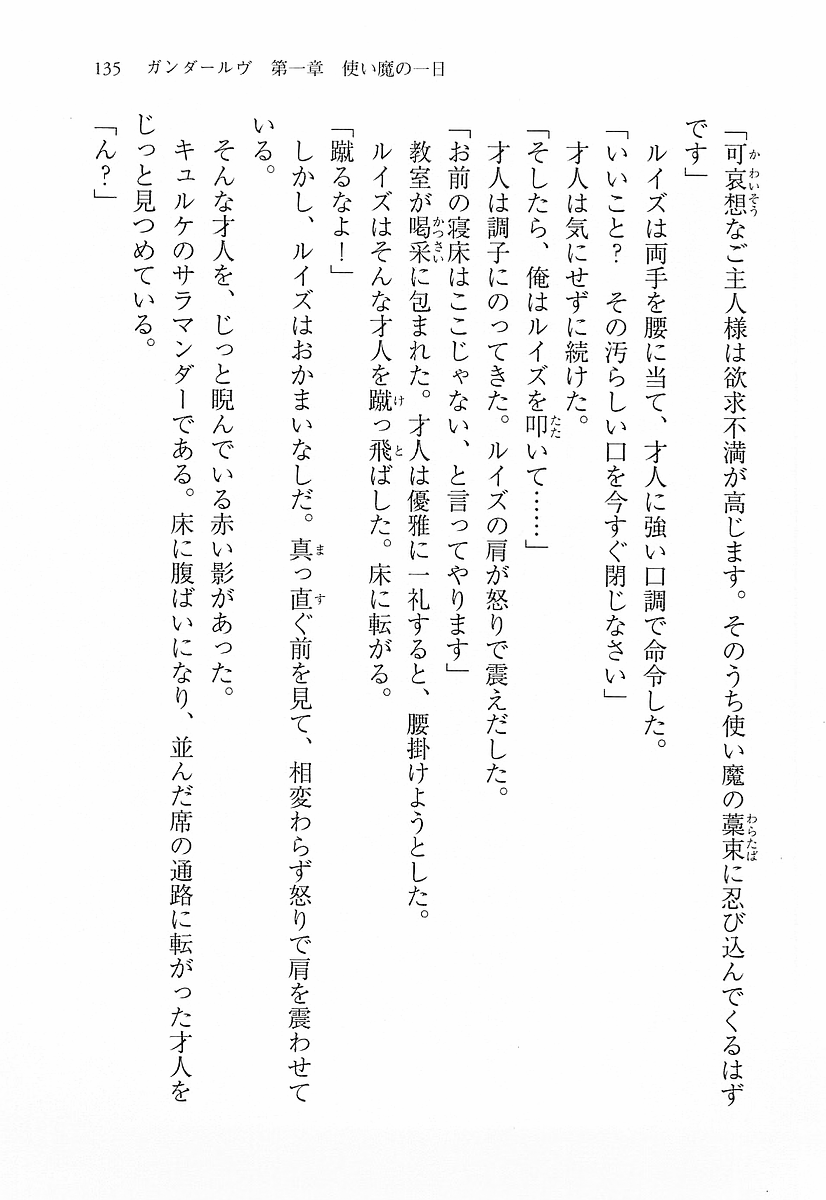 135　ガンダールヴ　第一章　使い魔の一日
「可哀想なご主人様は欲求不満が高じます。そのうち使い魔の藁束に忍び込んでくるはず
です」
　ルイズは両手を腰に当て、才人に強い口調で命令した。
「いいこと？　その汚らしい口を今すぐ閉じなさい」
　才人は気にせずに続けた。
「そしたら、俺はルイズを叩いて……」
　才人は調子にのってきた。ルイズの肩が怒りで震えだした。
「お前の寝床はここじゃない、と言ってやります」
　教室が喝采に包まれた。才人は優雅に一礼すると、腰掛けようとした。
　ルイズはそんな才人を蹴っ飛ばした。床に転がる。
「蹴るなよ！」
　しかし、ルイズはおかまいなしだ。真っ直ぐ前を見て、相変わらず怒りで肩を震わせて
いる。
　そんな才人を、じっと睨んでいる赤い影があった。
　キュルケのサラマンダーである。床に腹ばいになり、並んだ席の通路に転がった才人を
じっと見つめている。
「ん？」